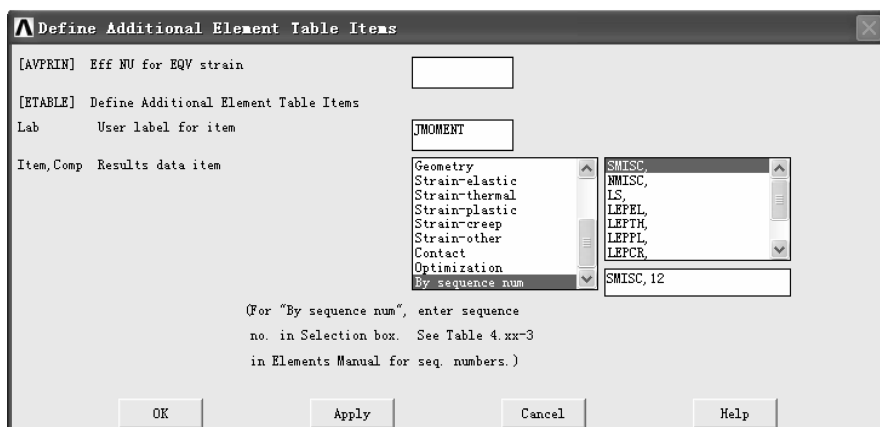 Define Additional Element Table Items
[AVPRIN] Eff NU for EQV strain
[ETABLE] Define Additional Element Table Items
Lab User label for item JMOMENT
Item,Comp Results data item
Geometry
Strain-elastic
Strain-thermal
Strain-plastic
Strain-creep
Strain-other
Contact
Optimization
By sequence num
SMISC,
NMISC,
LS,
LEPEL,
LEPTH,
LEPPL,
LEPCR,
SMISC,12
(For "By sequence num", enter sequence
no. in Selection box. See Table 4.xx-3
in Elements Manual for seq. numbers.)
OK Apply Cancel Help